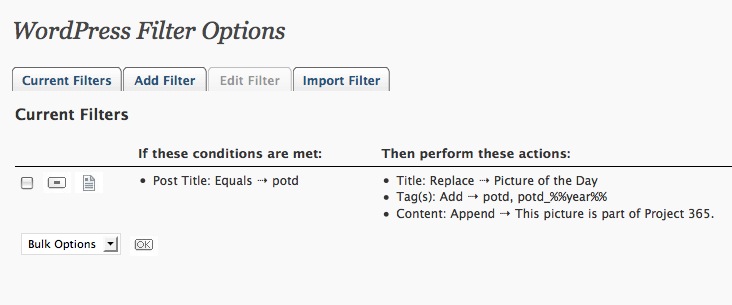 WordPress Filter Options
Current Filters Add Filter Edit Filter Import Filter
Current Filters
If these conditions are met: Then perform these actions:
• Post Title: Equals ⇢ potd • Title: Replace ⇢ Picture of the Day
• Tag(s): Add ⇢ potd, potd_%%year%%
• Content: Append ⇢ This picture is part of Project 365.
Bulk Options OK